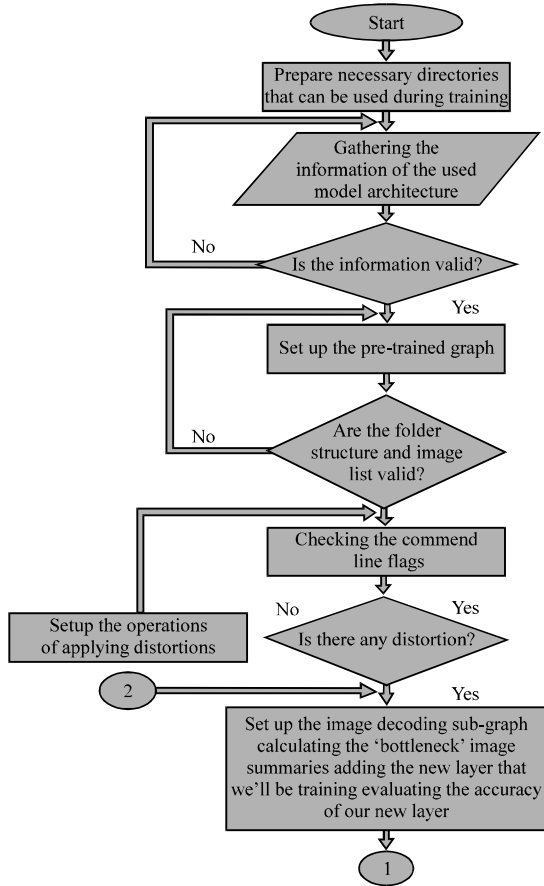 Start
Prepare necessary directories
that can be used during training
Gathering the
information of the used
model architecture
No
Is the information valid?
Yes
Set up the pre-trained graph
No
Are the folder
structure and image
list valid?
Checking the commend
line flags
No
Yes
Setup the operations
of applying distortions
Is there any distortion?
2
Yes
Set up the image decoding sub-graph
calculating the ‘bottleneck’ image
summaries adding the new layer that
we’ll be training evaluating the accuracy
of our new layer
1